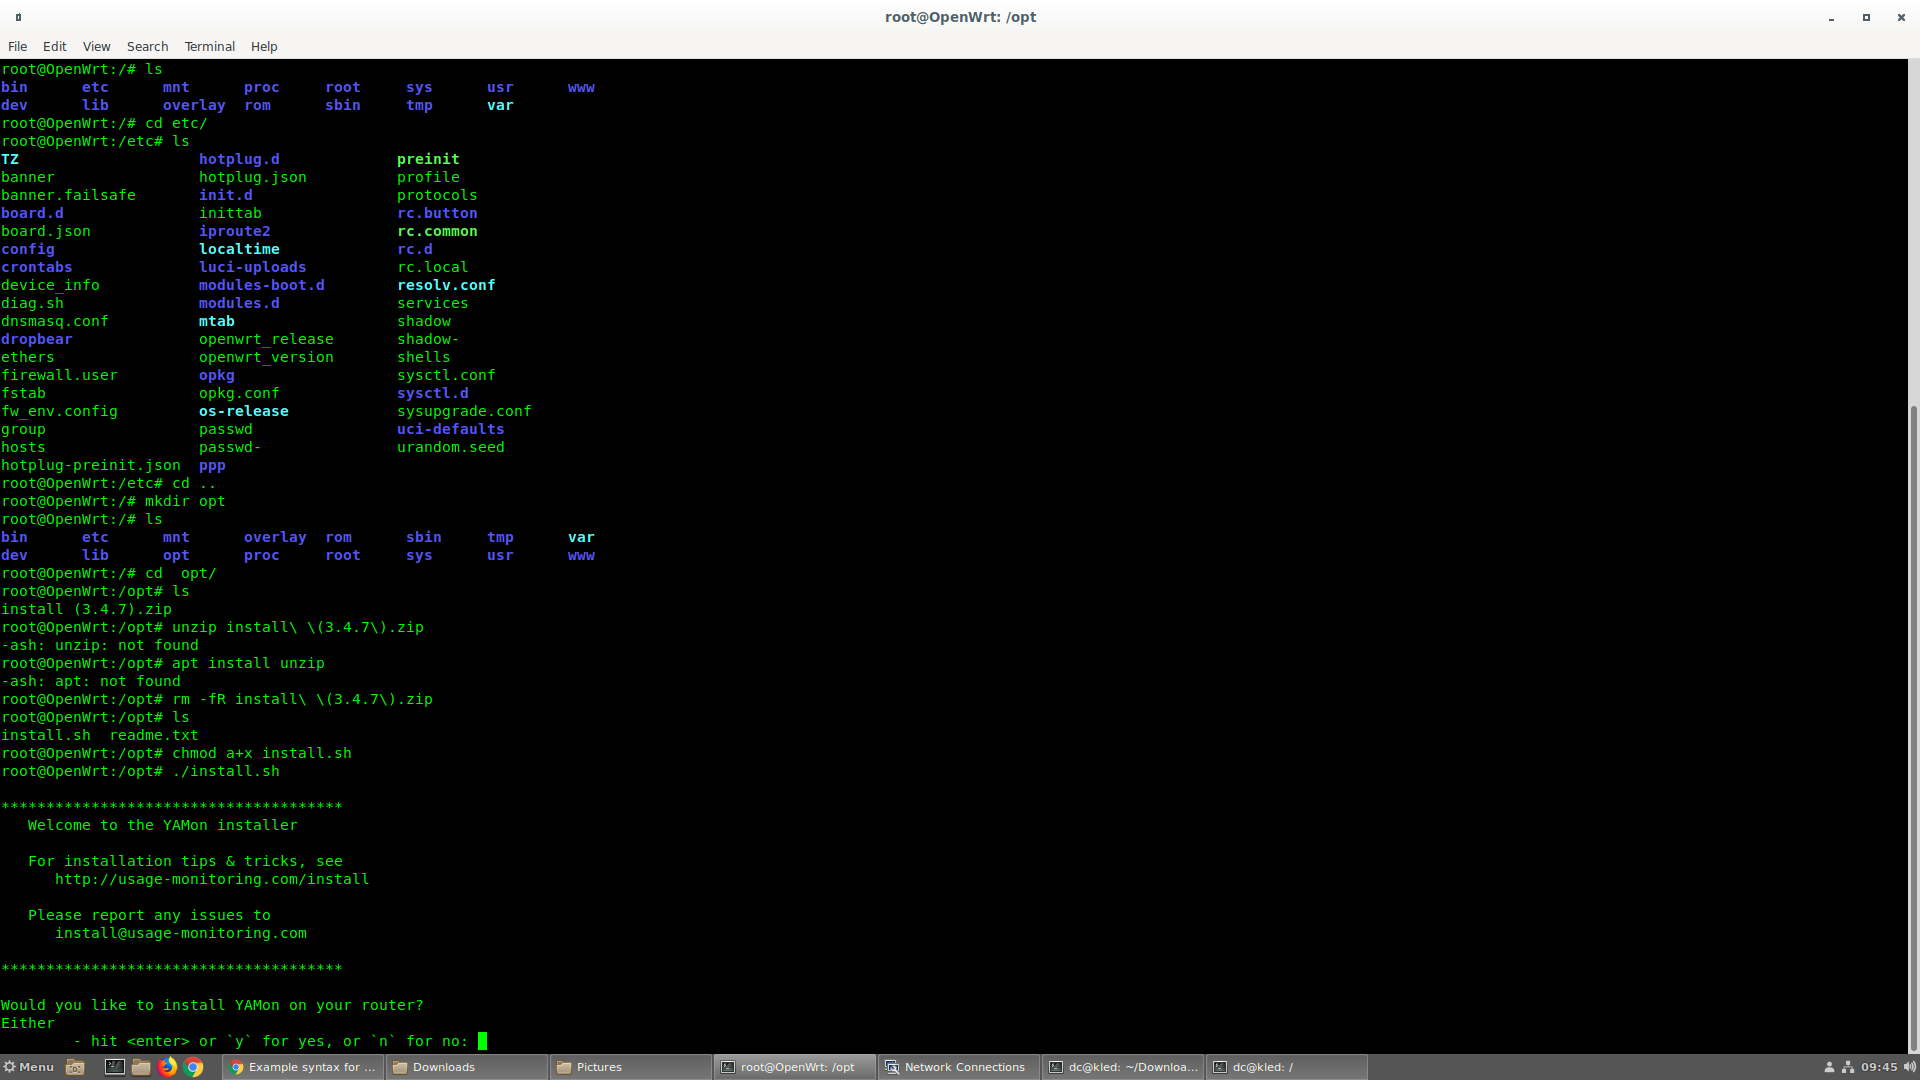 root@OpenWrt: /opt
File Edit View Search Terminal Help
root@OpenWrt:/# ls
bin etc mnt proc root sys usr www
dev lib overlay rom sbin tmp var
root@OpenWrt:/# cd etc/
root@OpenWrt:/etc# ls
TZ hotplug.d preinit
banner hotplug.json profile
banner.failsafe init.d protocols
board.d inittab rc.button
board.json iproute2 rc.common
config localtime rc.d
crontabs luci-uploads rc.local
device_info modules-boot.d resolv.conf
diag.sh modules.d services
dnsmasq.conf mtab shadow
dropbear openwrt_release shadow-
ethers openwrt_version shells
firewall.user opkg sysctl.conf
fstab opkg.conf sysctl.d
fw_env.config os-release sysupgrade.conf
group passwd uci-defaults
hosts passwd- urandom.seed
hotplug-preinit.json ppp
root@OpenWrt:/etc# cd ..
root@OpenWrt:/# mkdir opt
root@OpenWrt:/# ls
bin etc mnt overlay rom sbin tmp var
dev lib opt proc root sys usr www
root@OpenWrt:/# cd  opt/
root@OpenWrt:/opt# ls
install (3.4.7).zip
root@OpenWrt:/opt# unzip install\ \(3.4.7\).zip
-ash: unzip: not found
root@OpenWrt:/opt# apt install unzip
-ash: apt: not found
root@OpenWrt:/opt# rm -fR install\ \(3.4.7\).zip
root@OpenWrt:/opt# ls
install.sh  readme.txt
root@OpenWrt:/opt# chmod a+x install.sh
root@OpenWrt:/opt# ./install.sh
**************************************
Welcome to the YAMon installer
For installation tips & tricks, see
http://usage-monitoring.com/install
Please report any issues to
install@usage-monitoring.com
**************************************
Would you like to install YAMon on your router?
Either
- hit <enter> or `y` for yes, or `n` for no:
Menu Example syntax for ... Downloads Pictures root@OpenWrt: /opt Network Connections dc@kled: ~/Downloa... dc@kled: / 09:45